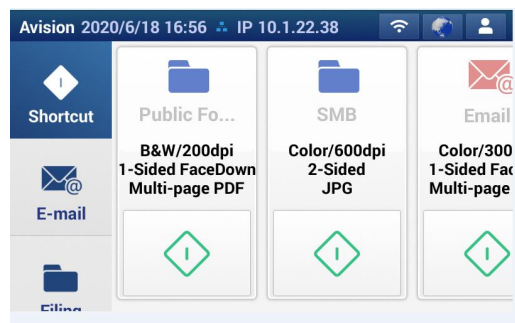 Avision 2020/6/18 16:56 IP 10.1.22.38
Shortcut
E-mail
Filing
Public Fo...
B&W/200dpi
1-Sided FaceDown
Multi-page PDF
SMB
Color/600dpi
2-Sided
JPG
@
Email
Color/300
1-Sided Fac
Multi-page